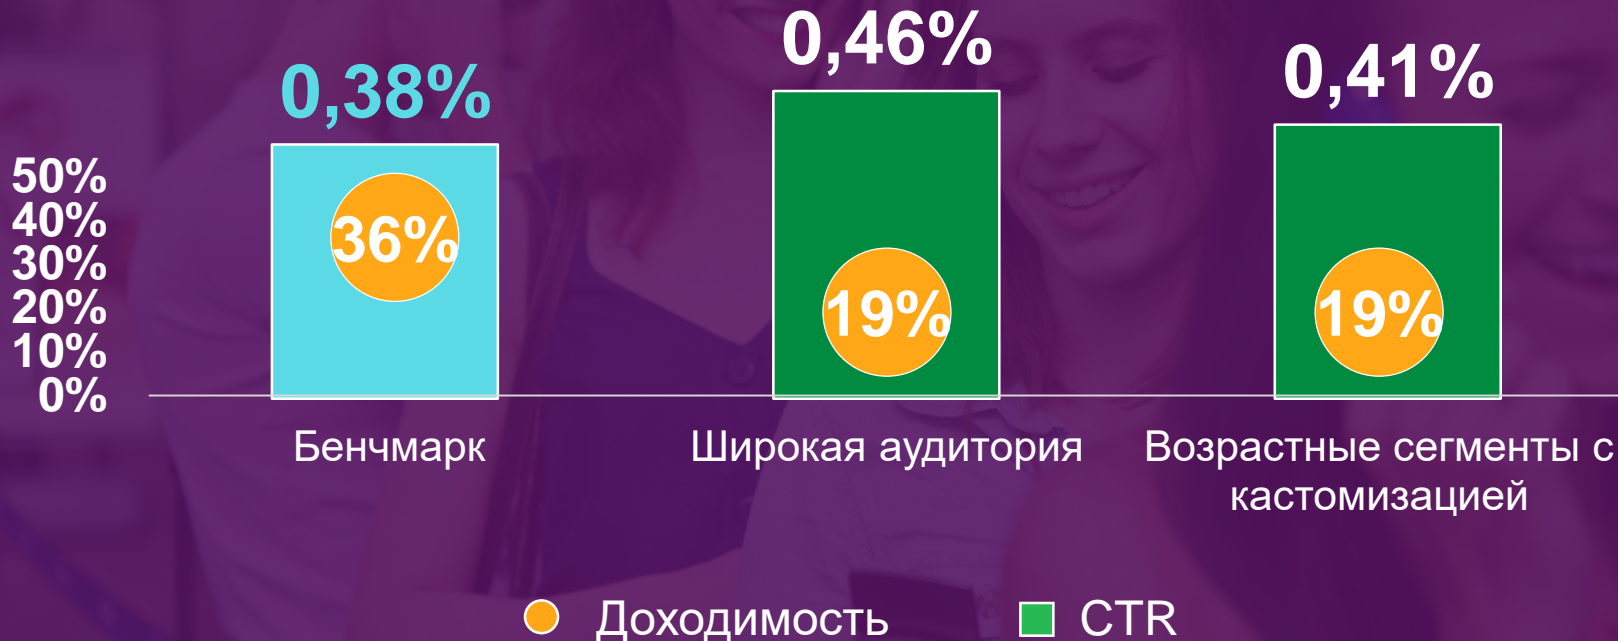 0,38%
0,46%
0,41%
50%
40%
30%
20%
10%
0%
36%
19%
19%
Бенчмарк
Широкая аудитория
Возрастные сегменты с
кастомизацией
Доходимость
CTR